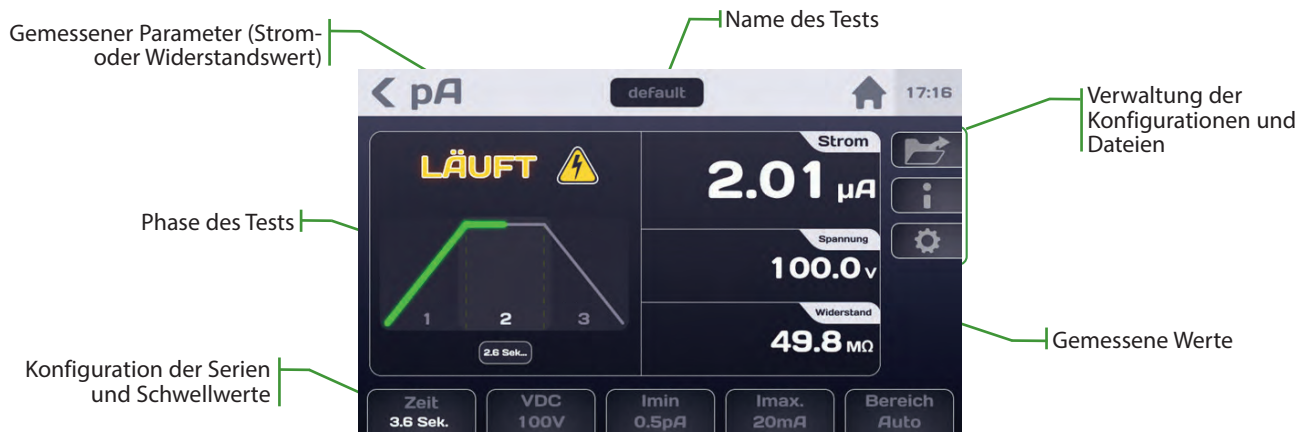 Name des Tests
Gemessener Parameter (Strom-
oder Widerstandswert)
pA
default
17:16
Verwaltung der
Konfigurationen und
Dateien
LÄUFT
Strom
2.01 µA
Phase des Tests
Spannung
100.0 V
1 2 3
Widerstand
49.8 MΩ
2.6 Sek...
Gemessene Werte
Konfiguration der Serien
und Schwellwerte
Zeit
3.6 Sek.
VDC
100V
Imin
0.5pA
Imax.
20mA
Bereich
Auto